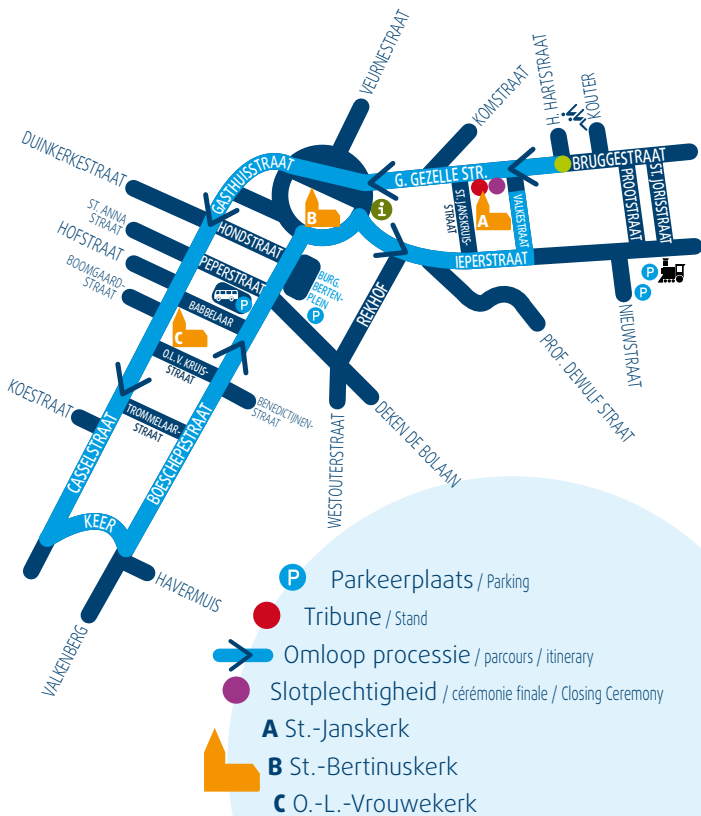 VEURNESTRAAT
KOMSTRAAT
H. HARTSTRAAT
KOUTER
DUINKERKESTRAAT
GASTHUISSTRAAT
G. GEZELLE STR.
BRUGGESTRAAT
ST. ANNA
STRAAT
HOFSTRAAT
BOOMGAARD-
STRAAT
HONDSTRAAT
PEPERSTRAAT
BABBELAAR
B
i
ST. JANSKRUIS-
STRAAT
A
VALKESTRAAT
PROOTSTRAAT
ST. JORISSTRAAT
IEPERSTRAAT
BURG.
BERTEN-
PLEIN
P
P
REKHOF
P
P
C
O.L.V. KRUIS-
STRAAT
NIEUWSTRAAT
PROF. DEWULF STRAAT
KOESTRAAT
TROMMELAAR-
STRAAT
BENEDICTIJNEN-
STRAAT
CASSELSTRAAT
BOESCHEPESTRAAT
WESTOUTERSTRAAT
DEKEN DE BOLAAN
KEER
HAVERMUIS
VALKENBERG
P Parkeerplaats / Parking
Tribune / Stand
Omloop processie / parcours / itinerary
Slotplechtigheid / cérémonie finale / Closing Ceremony
A St.-Janskerk
B St.-Bertinuskerk
C O.-L.-Vrouwekerk